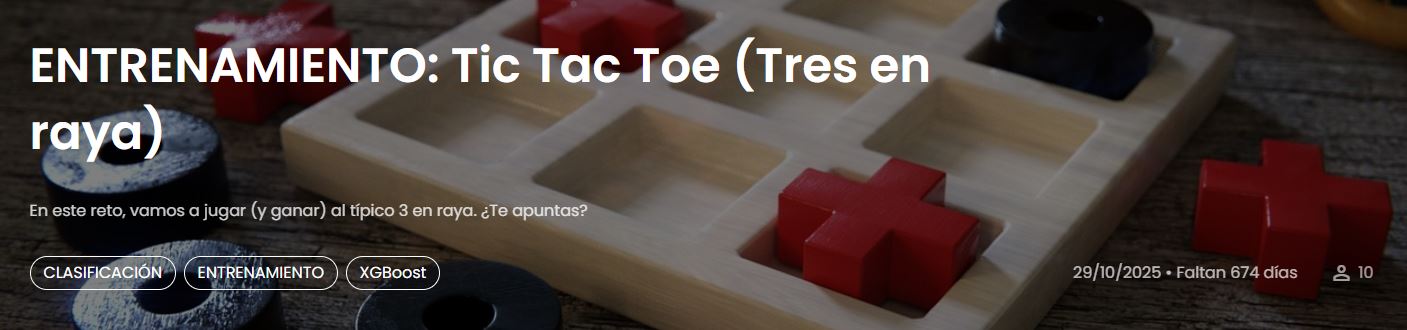 ENTRENAMIENTO: Tic Tac Toe (Tres en
raya)
En este reto, vamos a jugar (y ganar) al típico 3 en raya. ¿Te apuntas?
CLASIFICACIÓN ENTRENAMIENTO XGBoost
29/10/2025 • Faltan 674 días 10